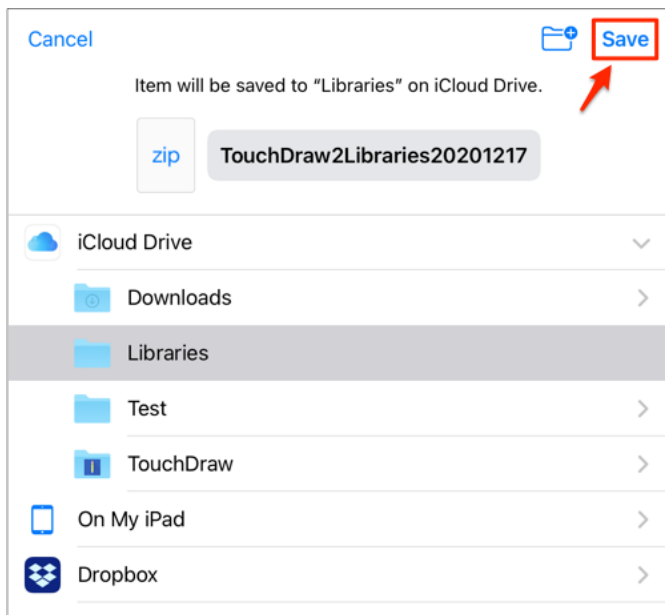 Cancel
Save
Item will be saved to “Libraries” on iCloud Drive.
zip
TouchDraw2Libraries20201217
iCloud Drive
Downloads
Libraries
Test
TouchDraw
On My iPad
Dropbox